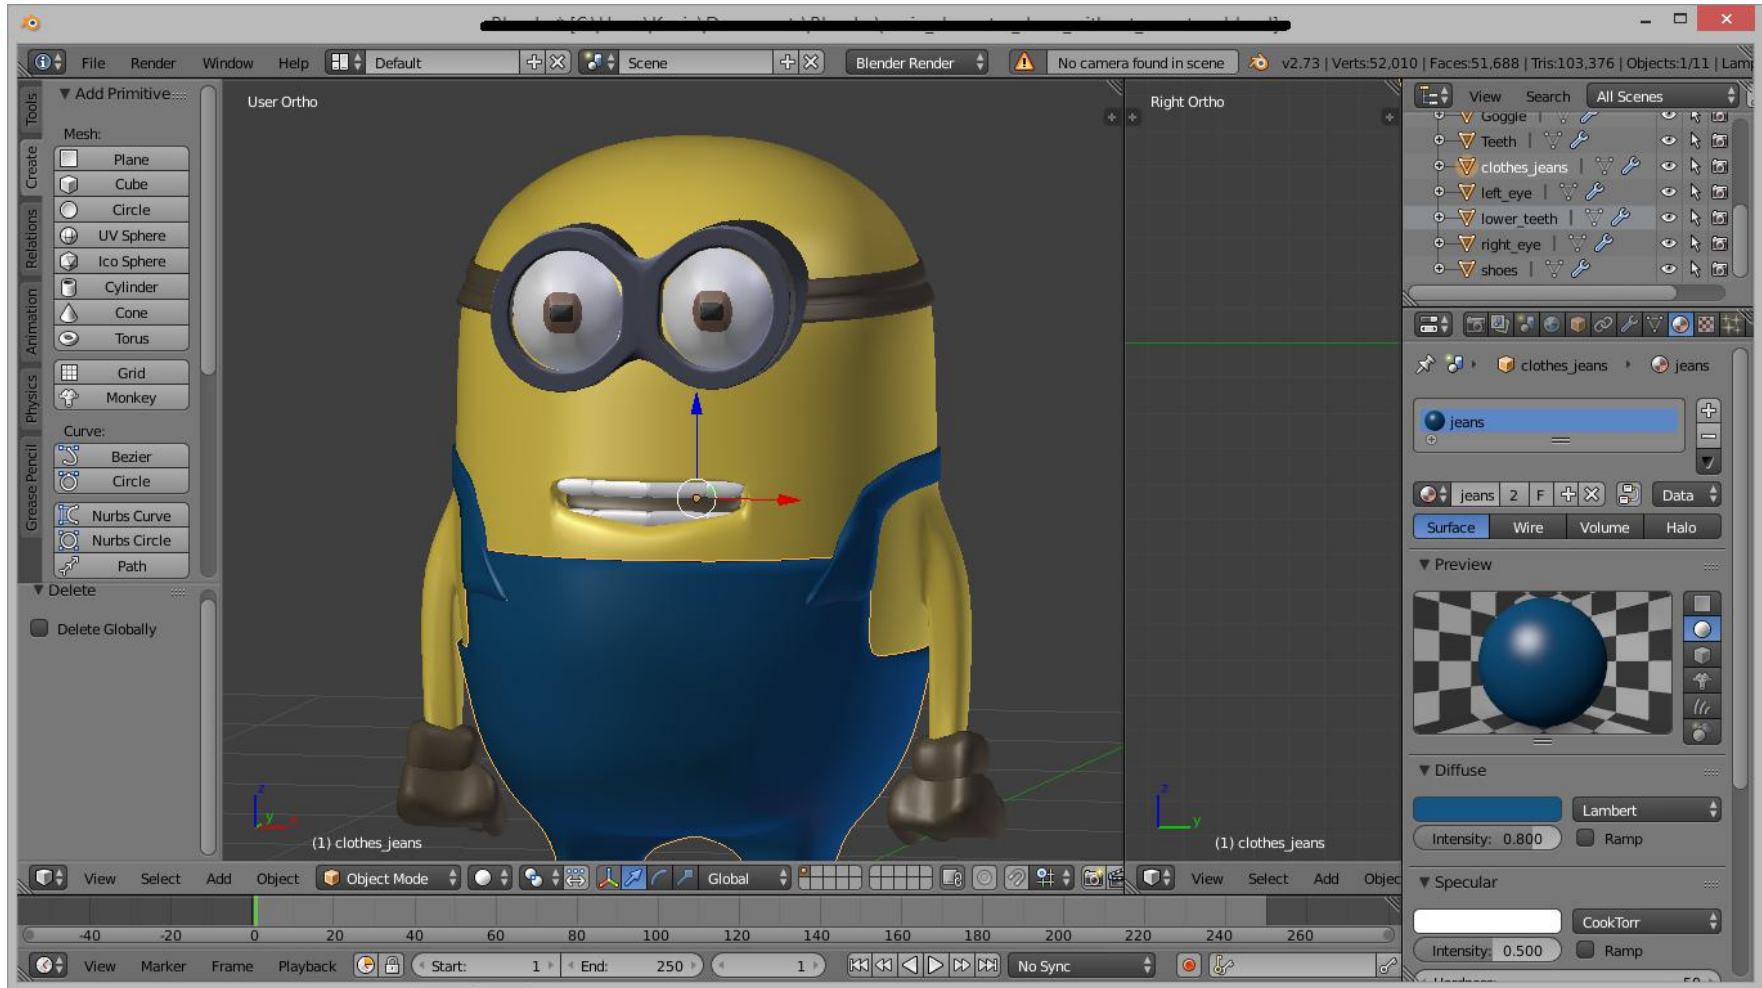 File Render Window Help Default Scene Blender Render No camera found in scene v2.73 | Verts:52,010 | Faces:51,688 | Tris:103,376 | Objects:1/11 | Lam
Tools
Create
Relations
Animation
Physics
Grease Pencil
Add Primitive
Mesh:
Plane
Cube
Circle
UV Sphere
Ico Sphere
Cylinder
Cone
Torus
Grid
Monkey
Curve:
Bezier
Circle
Nurbs Curve
Nurbs Circle
Path
Delete
Delete Globally
User Ortho
z
y
x
(1) clothes_jeans
Right Ortho
z
y
(1) clothes_jeans
View Search All Scenes
Goggle
Teeth
clothes_jeans
left_eye
lower_teeth
right_eye
shoes
clothes_jeans jeans
jeans
jeans 2 F Data
Surface Wire Volume Halo
Preview
Diffuse
Lambert
Intensity: 0.800 Ramp
Specular
CookTorr
Intensity: 0.500 Ramp
Hardness: 50
View Select Add Object Object Mode Global
View Select Add Objec
-40 -20 0 20 40 60 80 100 120 140 160 180 200 220 240 260
View Marker Frame Playback Start: 1 End: 250 1 No Sync